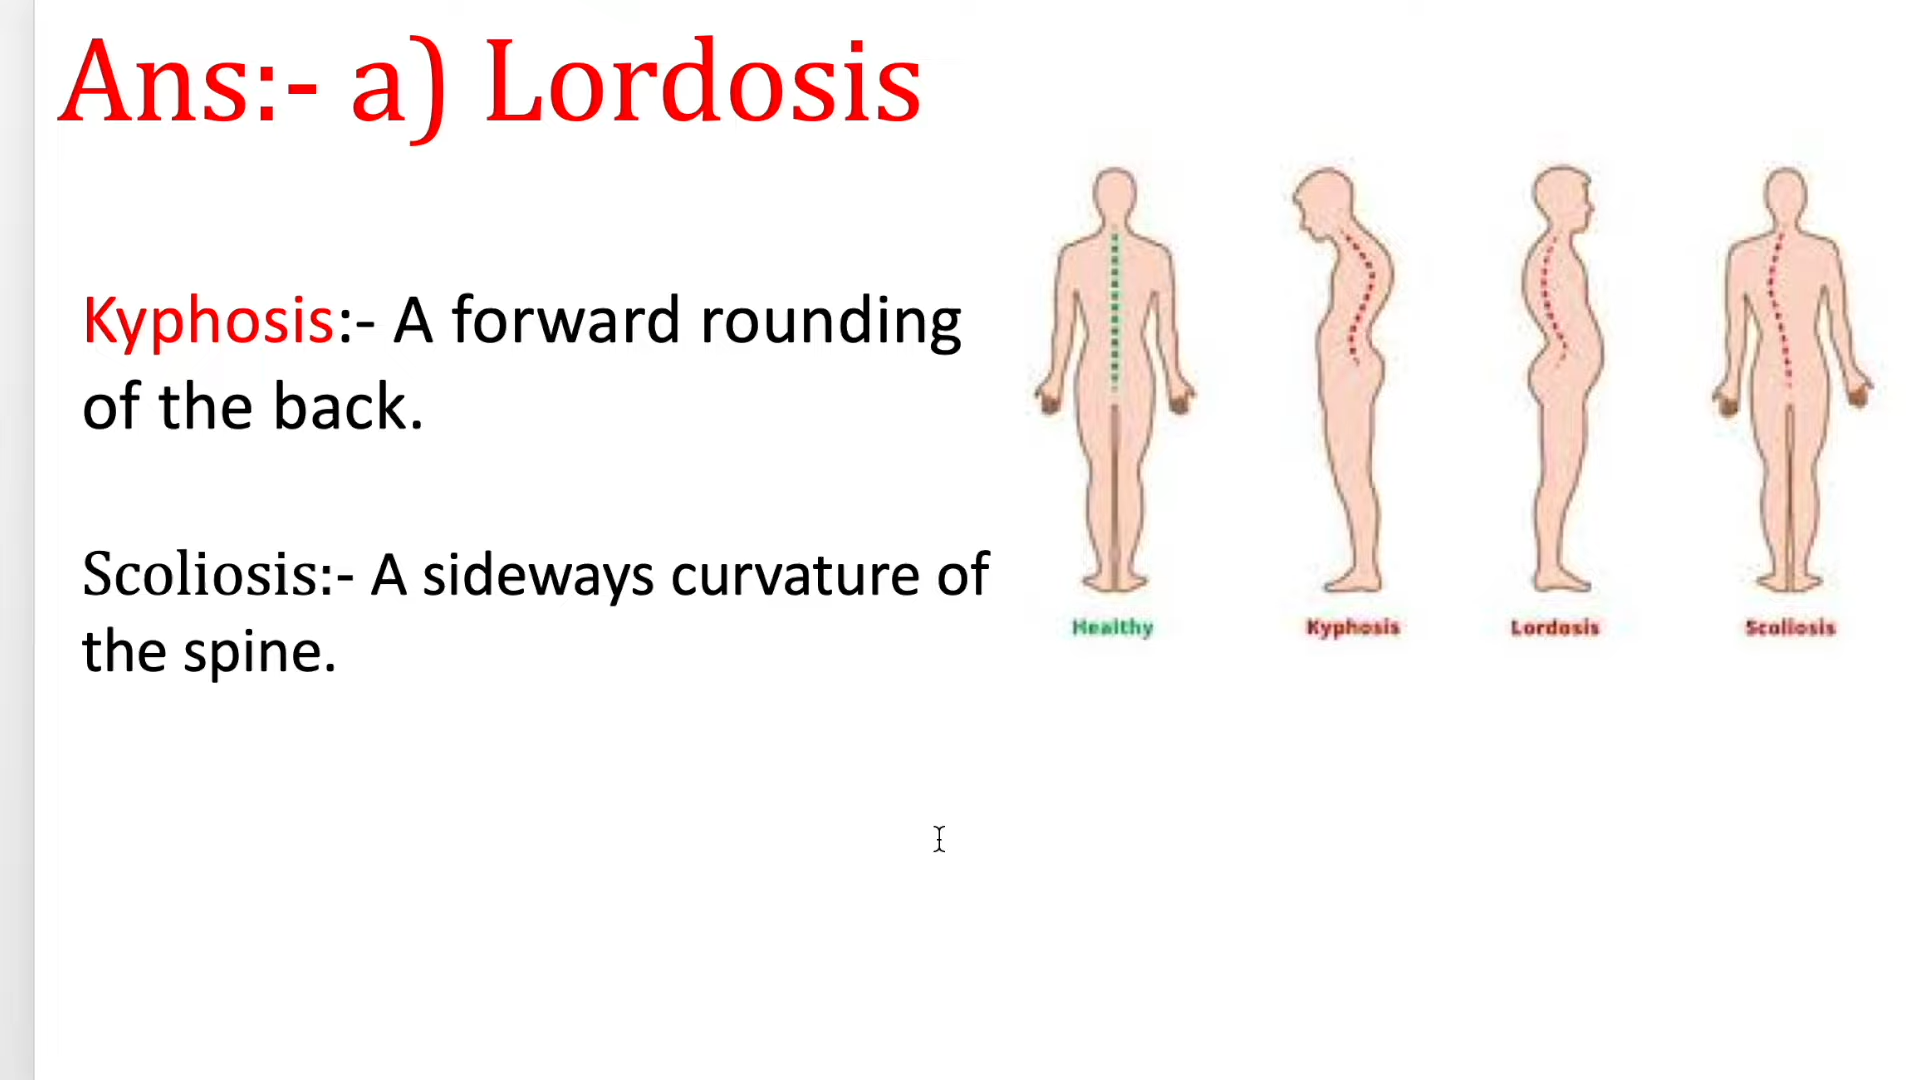 Ans:- a) Lordosis
Kyphosis:- A forward rounding
of the back.
Scoliosis:- A sideways curvature of
the spine.
Healthy
Kyphosis
Lordosis
Scoliosis